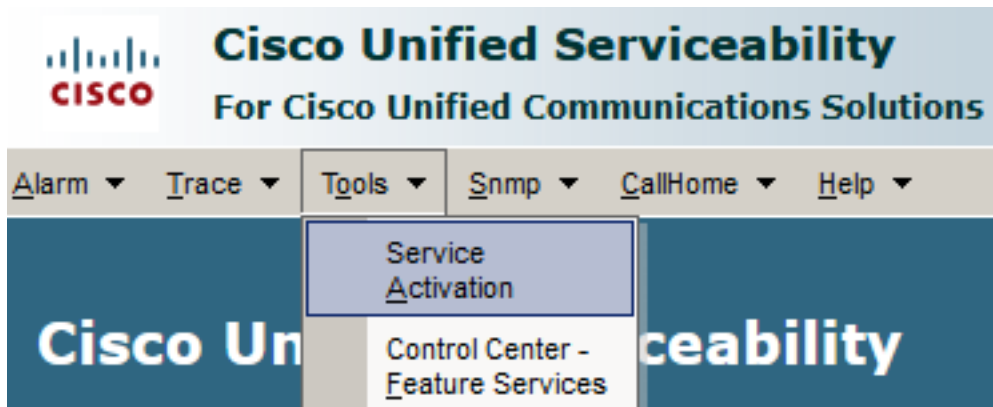 Cisco Unified Serviceability
CISCO
For Cisco Unified Communications Solutions
Alarm Trace Tools Snmp CallHome Help
Service
Activation
Cisco Un ceability
Control Center -
Feature Services